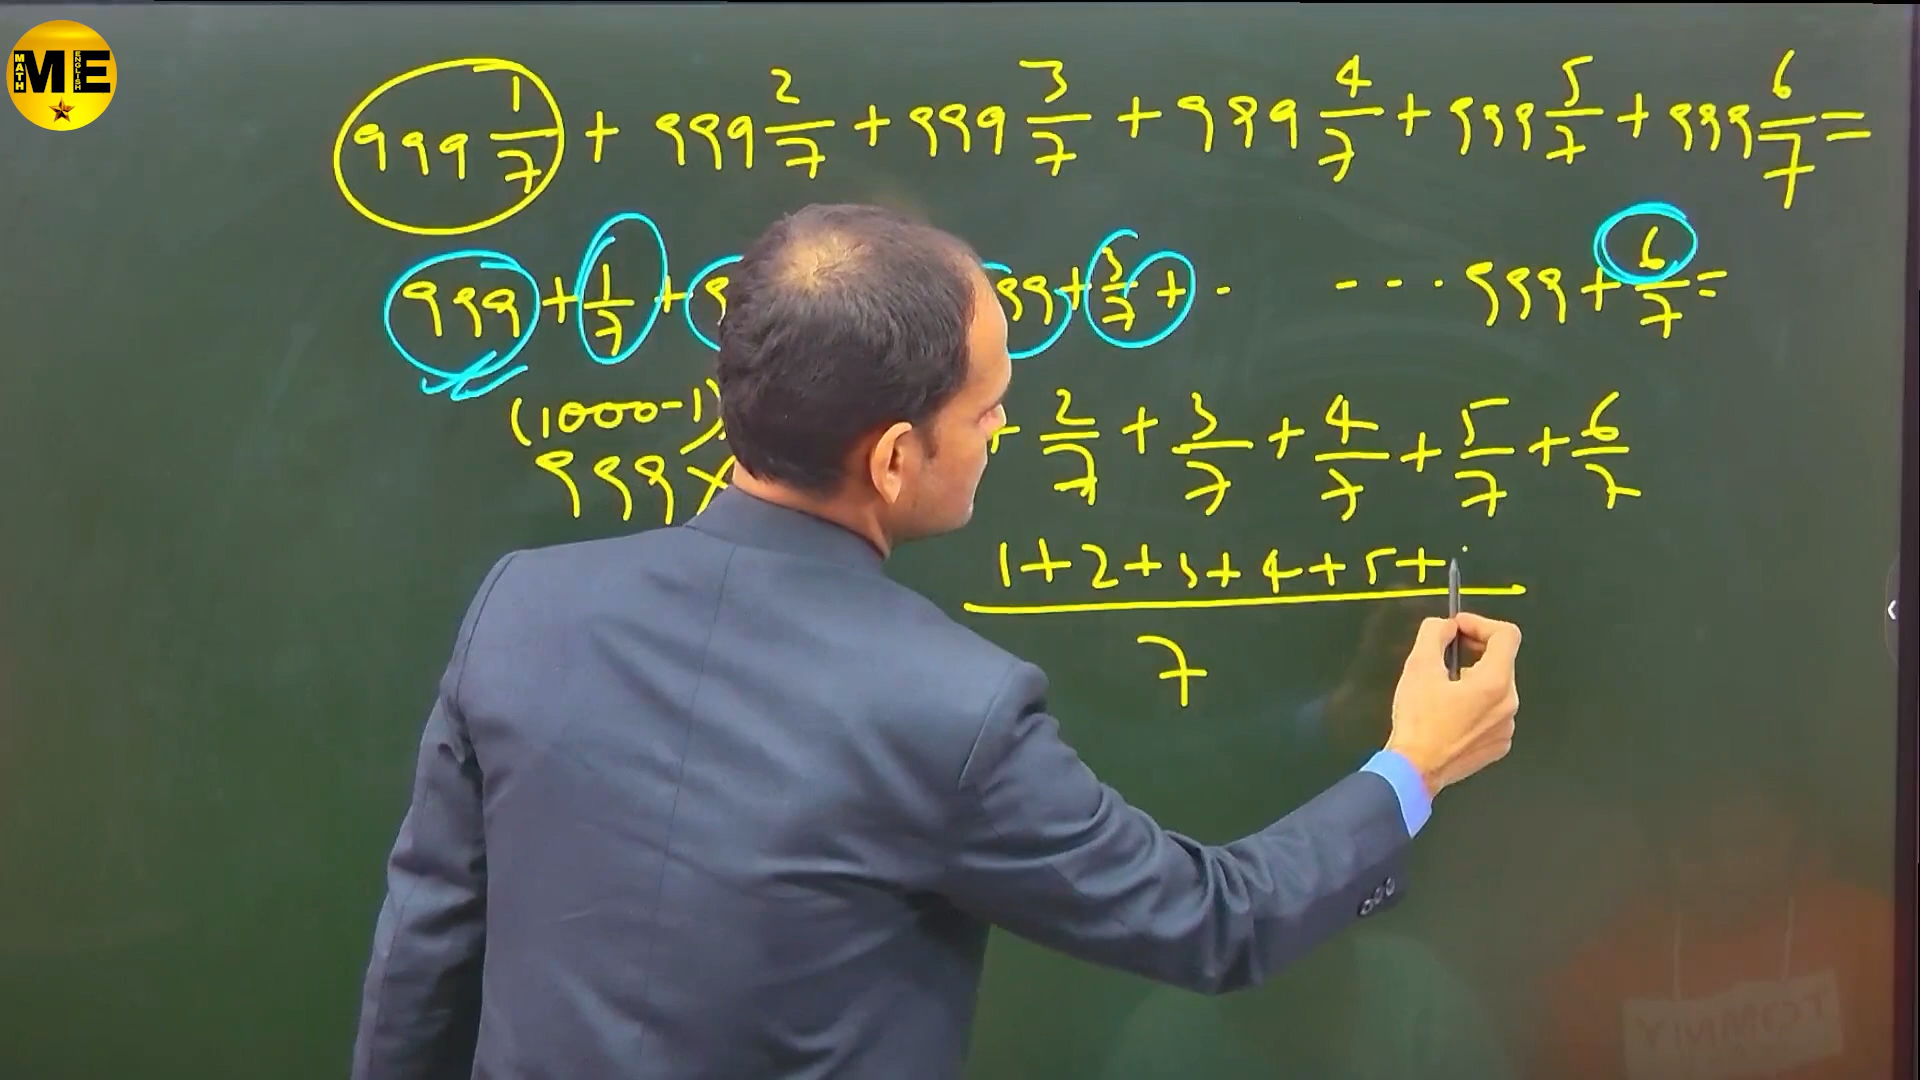 MATH ME ENGLISH
999 1/7 + 999 2/7 + 999 3/7 + 999 4/7 + 999 5/7 + 999 6/7 =
999 + 1/7 + 99 + 3/7 + - - - - 999 + 6/7 =
(1000-1)
999 × + 2/7 + 3/7 + 4/7 + 5/7 + 6/7
1+2+3+4+5+
7